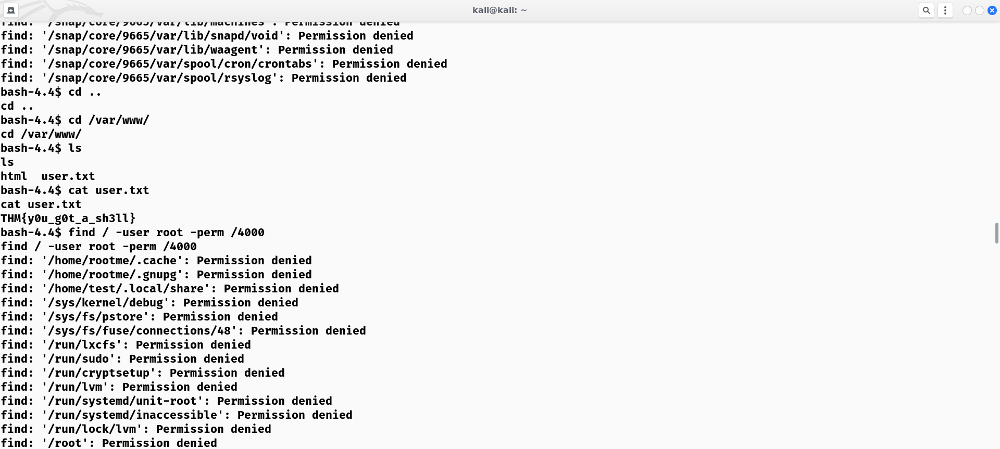 kali@kali: ~
find: '/snap/core/9665/var/lib/machines': Permission denied
find: '/snap/core/9665/var/lib/snapd/void': Permission denied
find: '/snap/core/9665/var/lib/waagent': Permission denied
find: '/snap/core/9665/var/spool/cron/crontabs': Permission denied
find: '/snap/core/9665/var/spool/rsyslog': Permission denied
bash-4.4$ cd ..
cd ..
bash-4.4$ cd /var/www/
cd /var/www/
bash-4.4$ ls
ls
html  user.txt
bash-4.4$ cat user.txt
cat user.txt
THM{y0u_g0t_a_sh3ll}
bash-4.4$ find / -user root -perm /4000
find / -user root -perm /4000
find: '/home/rootme/.cache': Permission denied
find: '/home/rootme/.gnupg': Permission denied
find: '/home/test/.local/share': Permission denied
find: '/sys/kernel/debug': Permission denied
find: '/sys/fs/pstore': Permission denied
find: '/sys/fs/fuse/connections/48': Permission denied
find: '/run/lxcfs': Permission denied
find: '/run/sudo': Permission denied
find: '/run/cryptsetup': Permission denied
find: '/run/lvm': Permission denied
find: '/run/systemd/unit-root': Permission denied
find: '/run/systemd/inaccessible': Permission denied
find: '/run/lock/lvm': Permission denied
find: '/root': Permission denied